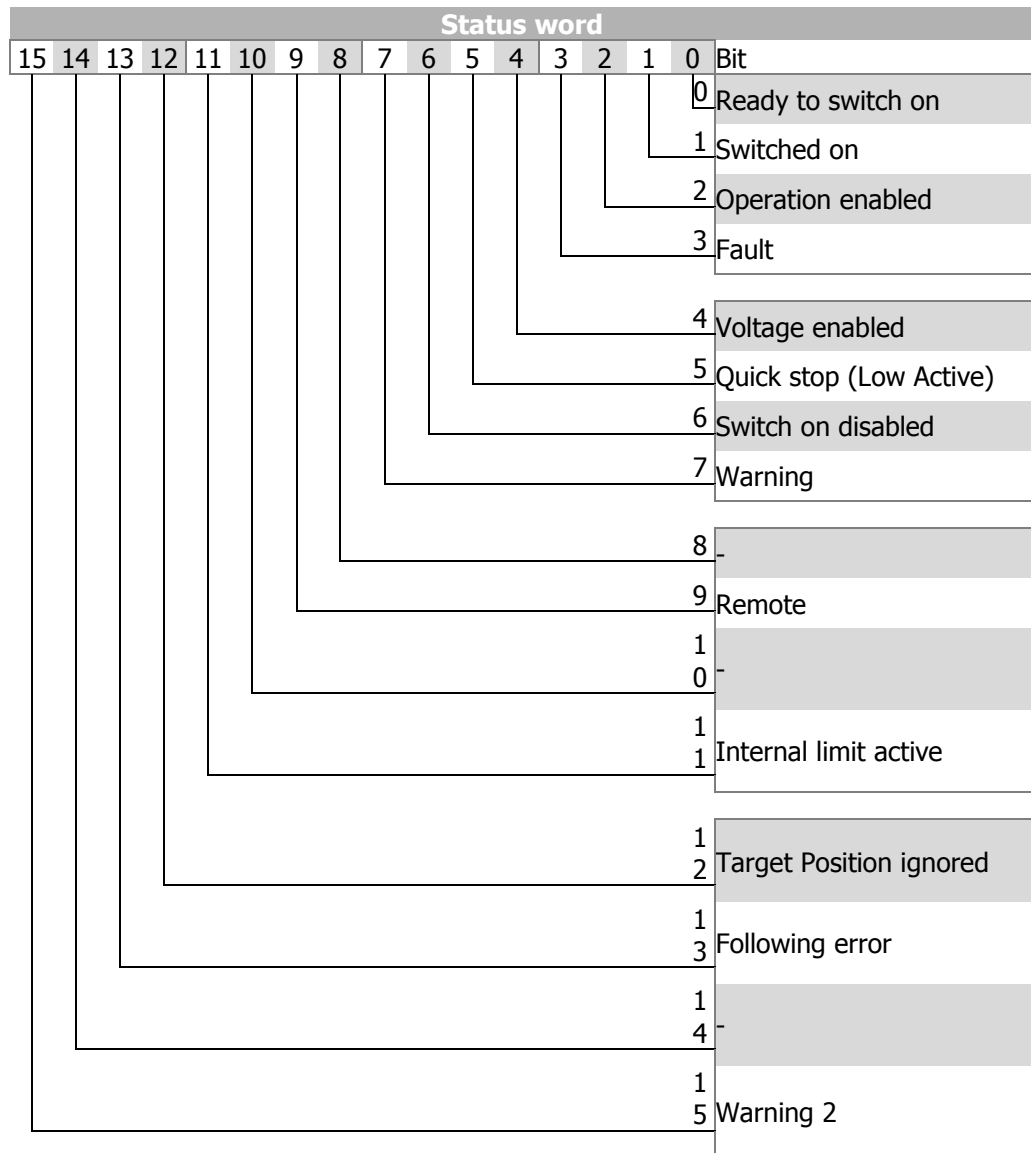 Status word
15 14 13 12 11 10 9 8 7 6 5 4 3 2 1 0 Bit
0 Ready to switch on
1 Switched on
2 Operation enabled
3 Fault
4 Voltage enabled
5 Quick stop (Low Active)
6 Switch on disabled
7 Warning
8 -
9 Remote
1
0 -
1
1 Internal limit active
1
2 Target Position ignored
1
3 Following error
1
4 -
1
5 Warning 2